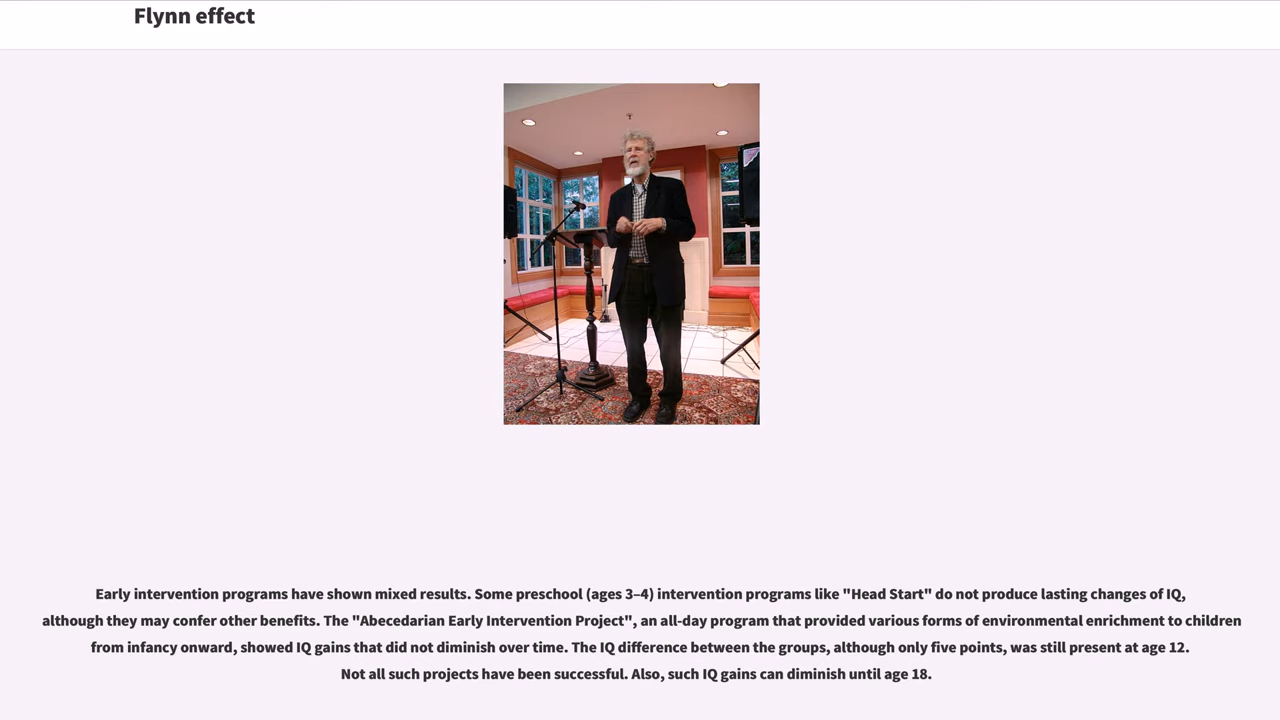 Flynn effect
Early intervention programs have shown mixed results. Some preschool (ages 3–4) intervention programs like "Head Start" do not produce lasting changes of IQ,
although they may confer other benefits. The "Abecedarian Early Intervention Project", an all-day program that provided various forms of environmental enrichment to children
from infancy onward, showed IQ gains that did not diminish over time. The IQ difference between the groups, although only five points, was still present at age 12.
Not all such projects have been successful. Also, such IQ gains can diminish until age 18.